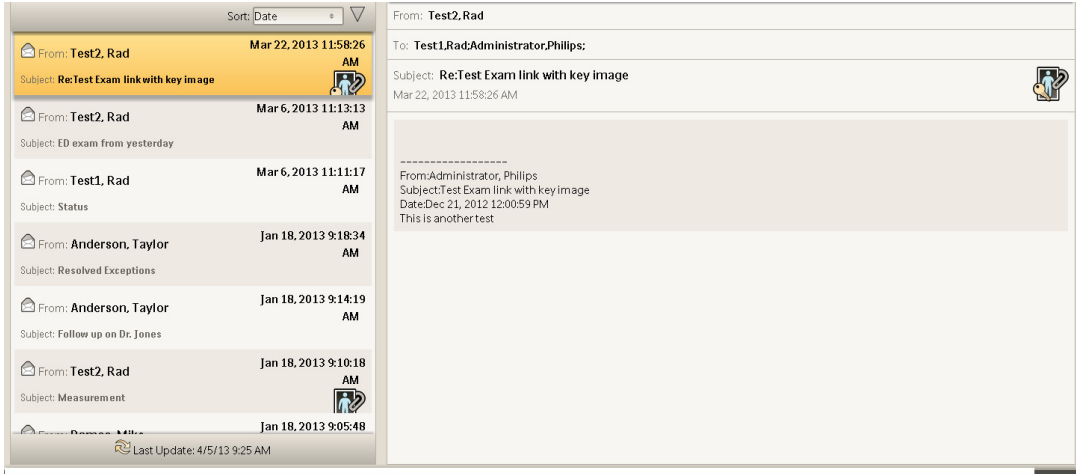 Sort: Date
From: Test2, Rad
Mar 22, 2013 11:58:26
AM
Subject: Re:Test Exam link with key image
From: Test2, Rad
Mar 6, 2013 11:13:13
AM
Subject: ED exam from yesterday
From: Test1, Rad
Mar 6, 2013 11:11:17
AM
Subject: Status
From: Anderson, Taylor
Jan 18, 2013 9:18:34
AM
Subject: Resolved Exceptions
From: Anderson, Taylor
Jan 18, 2013 9:14:19
AM
Subject: Follow up on Dr. Jones
From: Test2, Rad
Jan 18, 2013 9:10:18
AM
Subject: Measurement
Jan 18, 2013 9:05:48
Last Update: 4/5/13 9:25 AM
From: Test2, Rad
To: Test1,Rad;Administrator,Philips;
Subject: Re:Test Exam link with key image
Mar 22, 2013 11:58:26 AM
------------------
From:Administrator, Philips
Subject:Test Exam link with key image
Date:Dec 21, 2012 12:00:59 PM
This is another test